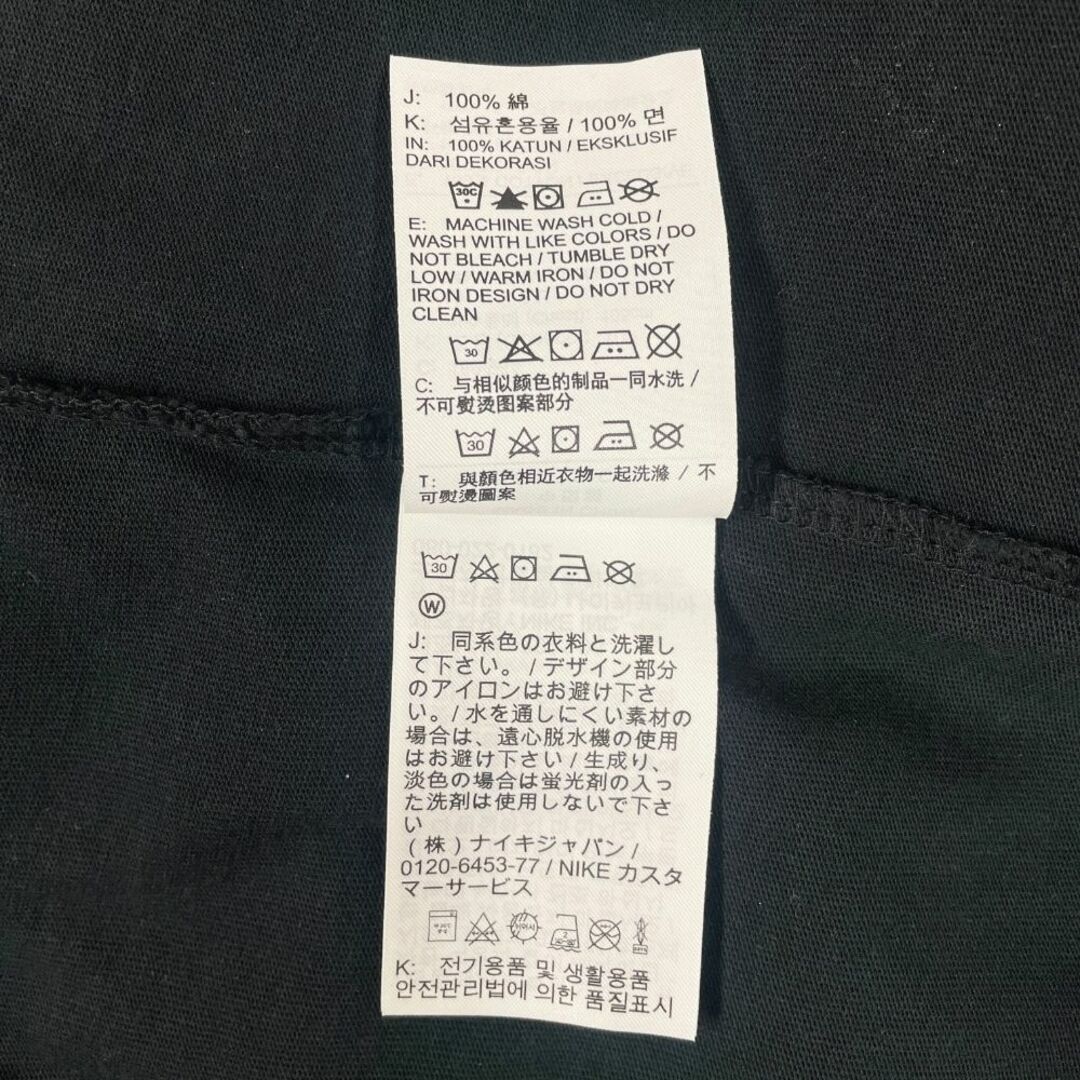 J: 100% 綿
K: 섬유혼용율 / 100% 면
IN: 100% KATUN / EKSKLUSIF
DARI DEKORASI
30C
E: MACHINE WASH COLD /
WASH WITH LIKE COLORS / DO
NOT BLEACH / TUMBLE DRY
LOW / WARM IRON / DO NOT
IRON DESIGN / DO NOT DRY
CLEAN
30
C: 与相似颜色的制品一同水洗 /
不可熨烫图案部分
30
T: 與顏色相近衣物一起洗滌 / 不
可熨燙圖案
30
W
J: 同系色の衣料と洗濯し
て下さい。/ デザイン部分
のアイロンはお避け下さ
い。/ 水を通しにくい素材の
場合は、遠心脱水機の使用
はお避け下さい / 生成り、
淡色の場合は蛍光剤の入っ
た洗剤は使用しないで下さ
い
(株) ナイキジャパン /
0120-6453-77 / NIKE カスタ
マーサービス
K: 전기용품 및 생활용품
안전관리법에 의한 품질표시